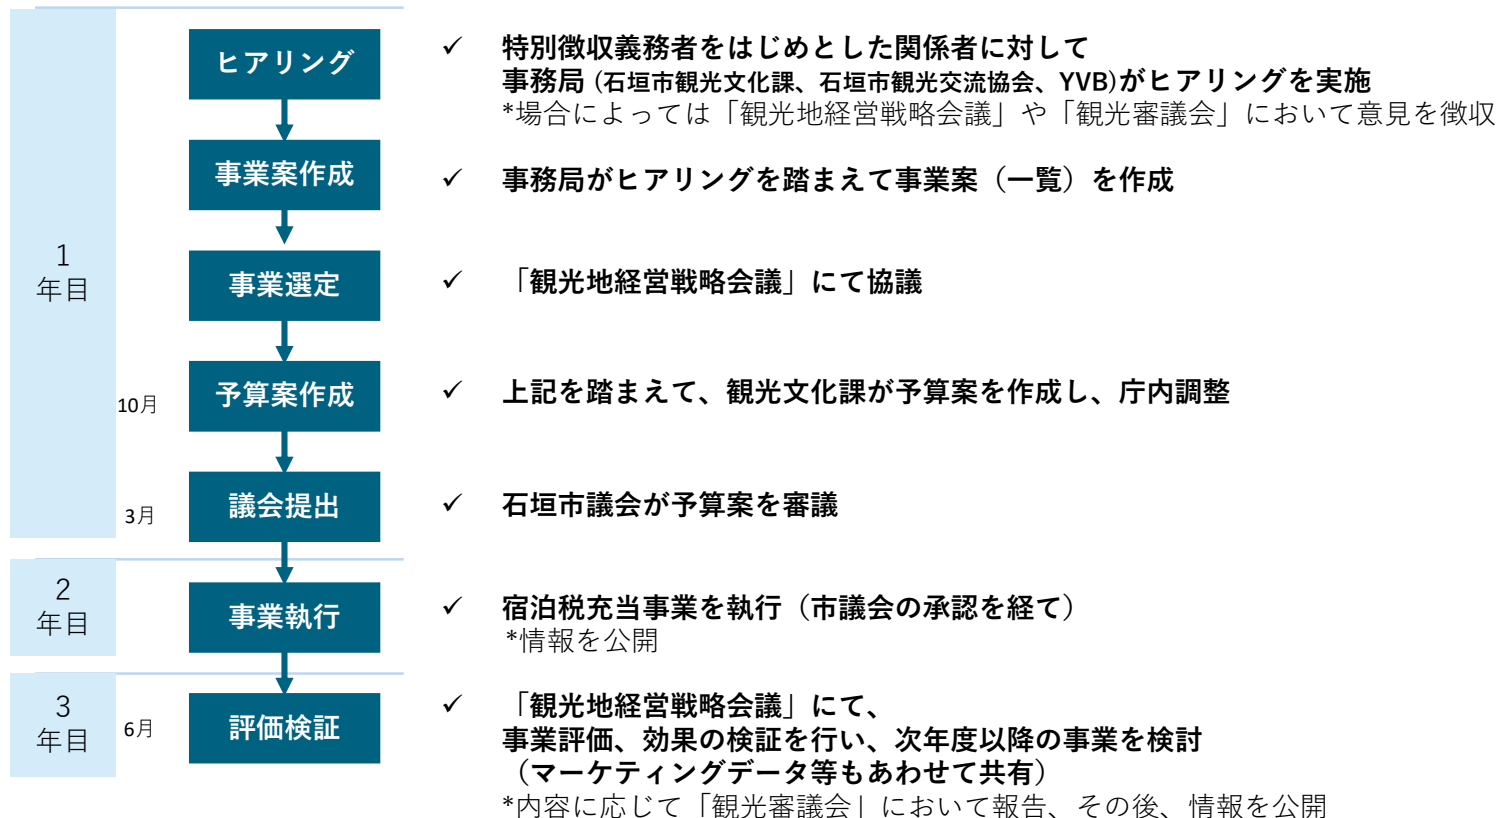 ヒアリング
✓ 特別徴収義務者をはじめとした関係者に対して
事務局 (石垣市観光文化課、石垣市観光交流協会、YVB)がヒアリングを実施
*場合によっては「観光地経営戦略会議」や「観光審議会」において意見を徴収
事業案作成
✓ 事務局がヒアリングを踏まえて事業案（一覧）を作成
1
年目
事業選定
✓ 「観光地経営戦略会議」にて協議
10月
予算案作成
✓ 上記を踏まえて、観光文化課が予算案を作成し、庁内調整
3月
議会提出
✓ 石垣市議会が予算案を審議
2
年目
事業執行
✓ 宿泊税充当事業を執行（市議会の承認を経て）
*情報を公開
3
年目
6月
評価検証
✓ 「観光地経営戦略会議」にて、
事業評価、効果の検証を行い、次年度以降の事業を検討
（マーケティングデータ等もあわせて共有）
*内容に応じて「観光審議会」において報告、その後、情報を公開